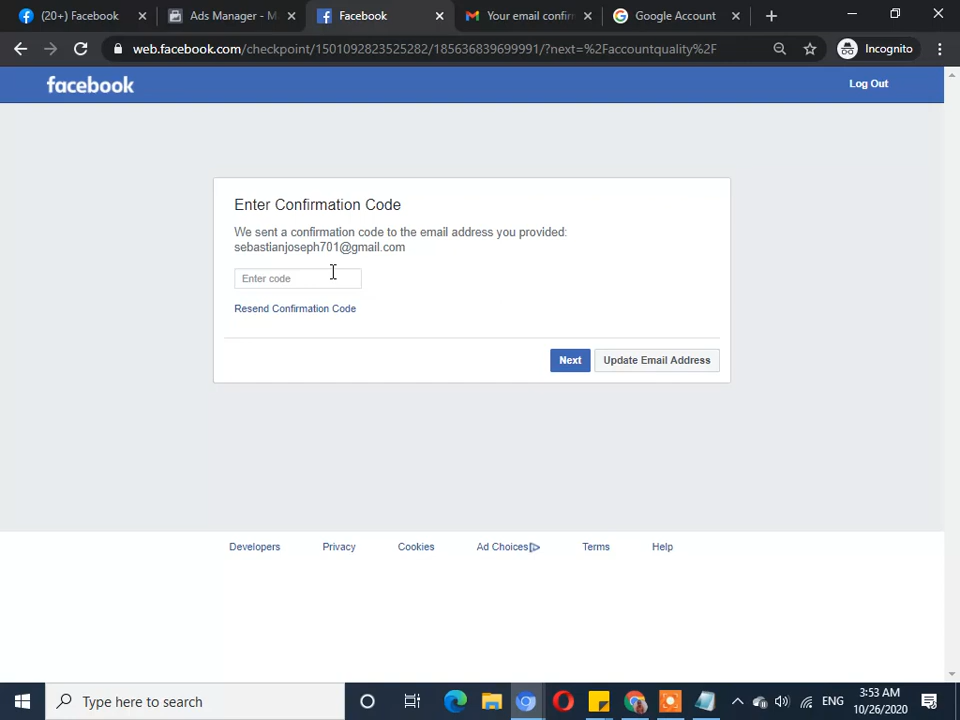 (20+) Facebook
Ads Manager - M
Facebook
Your email confir
Google Account
web.facebook.com/checkpoint/1501092823525282/185636839699991/?next=%2Faccountquality%2F
Incognito
facebook
Log Out
Enter Confirmation Code
We sent a confirmation code to the email address you provided:
sebastianjoseph701@gmail.com
Enter code
Resend Confirmation Code
Next
Update Email Address
Developers
Privacy
Cookies
Ad Choices
Terms
Help
Type here to search
ENG
3:53 AM
10/26/2020